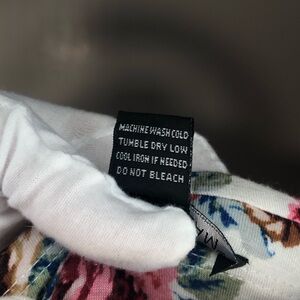 MACHINE WASH COLD
TUMBLE DRY LOW
COOL IRON IF NEEDED
DO NOT BLEACH